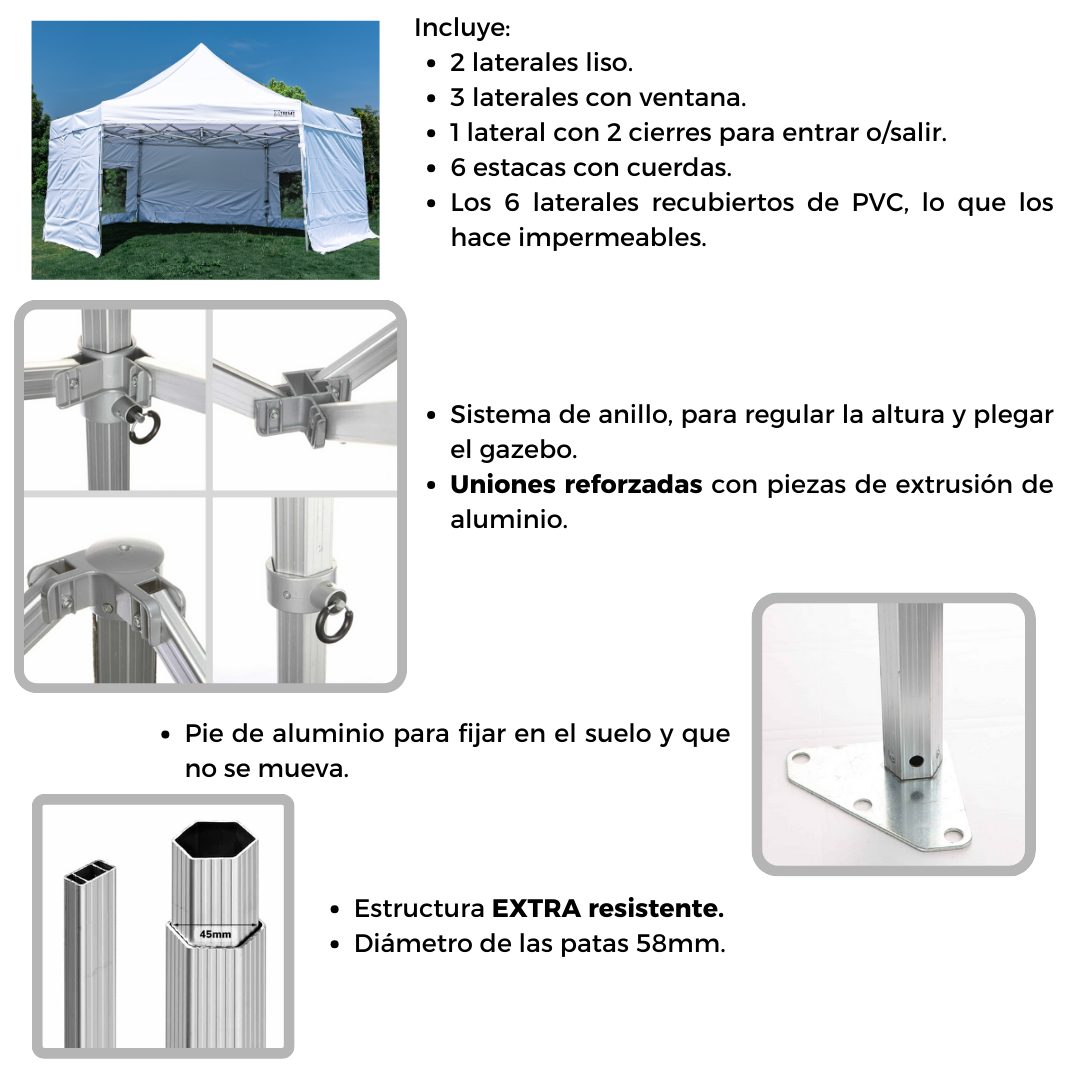 Incluye:
• 2 laterales liso.
• 3 laterales con ventana.
• 1 lateral con 2 cierres para entrar o/salir.
• 6 estacas con cuerdas.
• Los 6 laterales recubiertos de PVC, lo que los
hace impermeables.
• Sistema de anillo, para regular la altura y plegar
el gazebo.
• Uniones reforzadas con piezas de extrusión de
aluminio.
• Pie de aluminio para fijar en el suelo y que
no se mueva.
45mm
• Estructura EXTRA resistente.
• Diámetro de las patas 58mm.